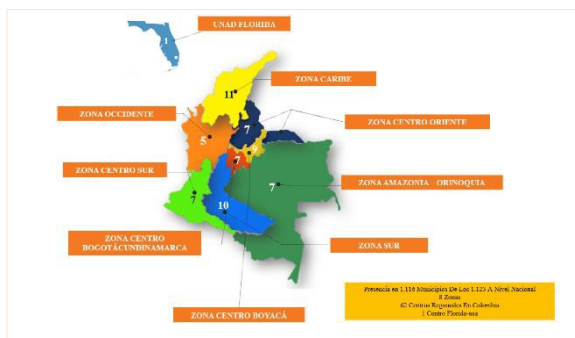 UNAD FLORIDA
1
ZONA CARIBE
11
ZONA OCCIDENTE
ZONA CENTRO ORIENTE
7
5
9
7
ZONA CENTRO SUR
ZONA AMAZONIA ORINOQUIA
7
7
10
ZONA CENTRO
BOGOTÁCUNDINAMARCA
ZONA SUR
ZONA CENTRO BOYACÁ
Presencia en 1.116 Municipios De Los 1.123 A Nivel Nacional
8 Zonas
62 Centros Regionales En Colombia
1 Centro Florida-usa